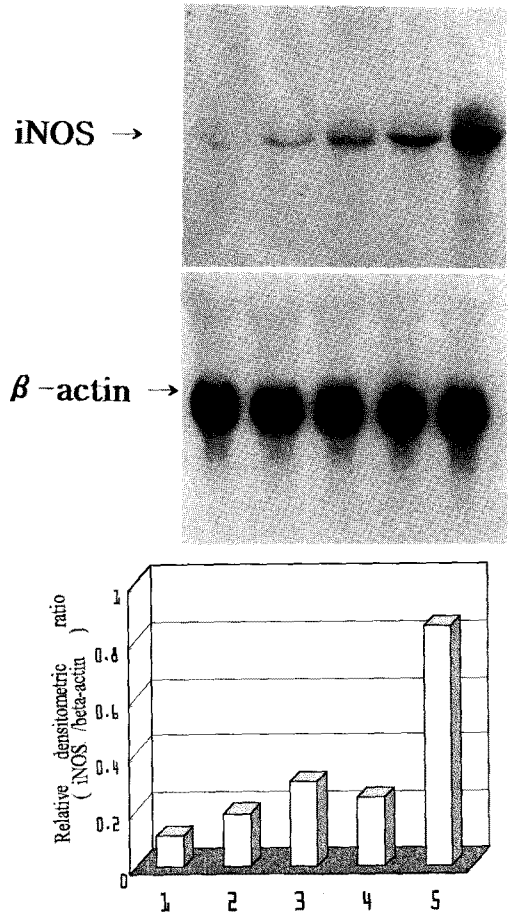 iNOS →
β -actin →
Relative densitometric ratio
( iNOS /beta-actin )
1
0.8
0.6
0.4
0.2
0
1 2 3 4 5